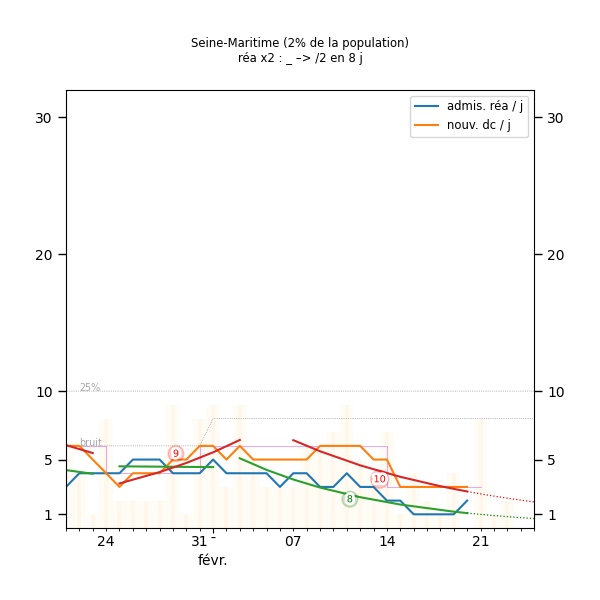 Seine-Maritime (2% de la population)
réa x2 : _ –> /2 en 8 j
admis. réa / j
nouv. dc / j
30 30
20 20
10 10
25%
bruit
5 5
9
10
8
1 1
24 31 07 14 21
févr.